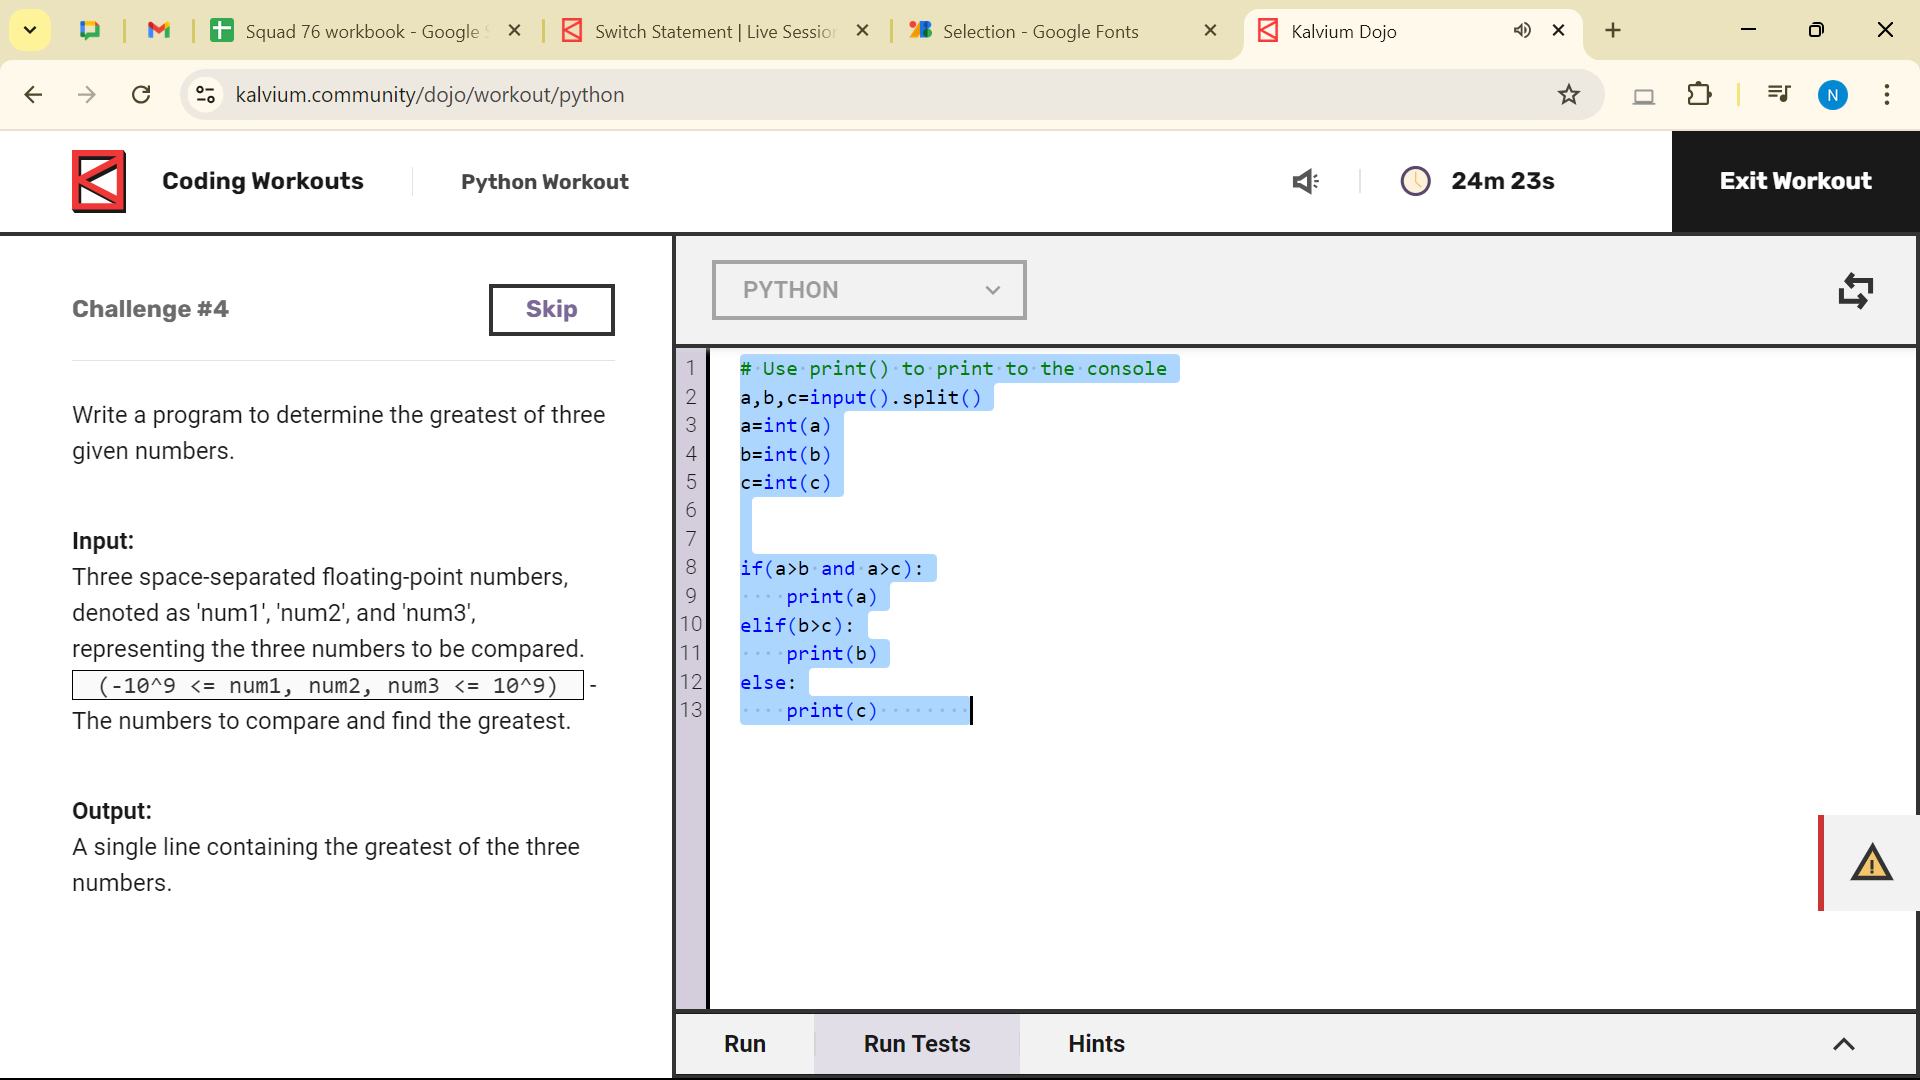 Squad 76 workbook - Google S
Switch Statement | Live Session
Selection - Google Fonts
Kalvium Dojo
kalvium.community/dojo/workout/python
N
Coding Workouts
Python Workout
24m 23s
Exit Workout
Challenge #4
Skip
Write a program to determine the greatest of three
given numbers.
Input:
Three space-separated floating-point numbers,
denoted as 'num1', 'num2', and 'num3',
representing the three numbers to be compared.
(-10^9 <= num1, num2, num3 <= 10^9) -
The numbers to compare and find the greatest.
Output:
A single line containing the greatest of the three
numbers.
PYTHON
1 # Use print() to print to the console
2 a,b,c=input().split()
3 a=int(a)
4 b=int(b)
5 c=int(c)
6
7
8 if(a>b and a>c):
9     print(a)
10 elif(b>c):
11     print(b)
12 else:
13     print(c)
Run
Run Tests
Hints